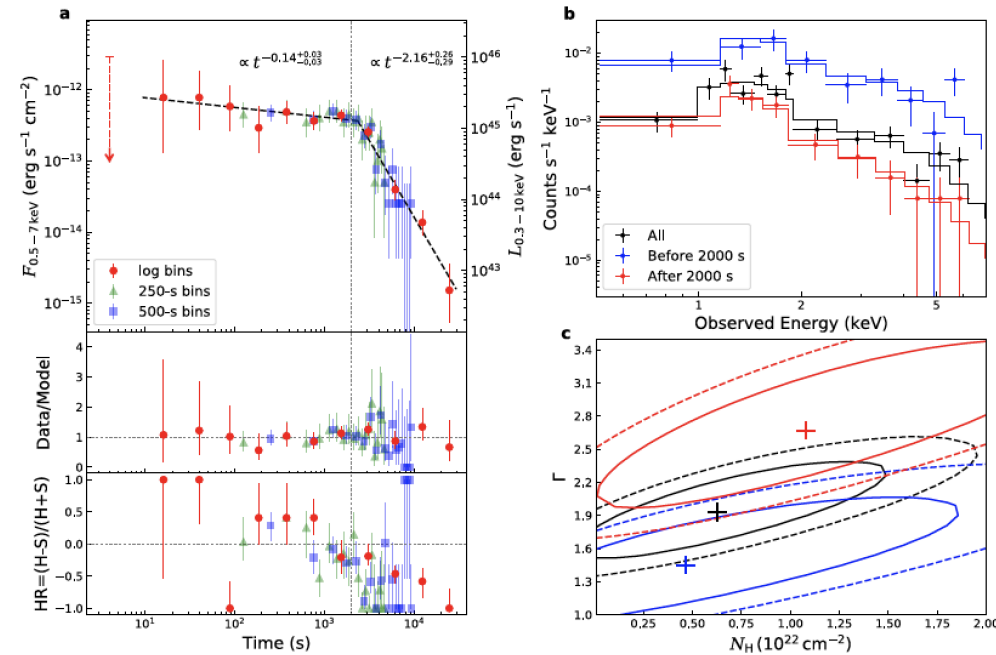 a
∝ t^{-0.14^{+0.03}_{-0.03}}
∝ t^{-2.16^{+0.26}_{-0.29}}
F_{0.5−7 keV} (erg s^{−1} cm^{−2})
10^{−12}
10^{−13}
10^{−14}
10^{−15}
L_{0.3−10 keV} (erg s^{−1})
10^{46}
10^{45}
10^{44}
10^{43}
log bins
250-s bins
500-s bins
Data/Model
4
3
2
1
0
HR=(H−S)/(H+S)
1.0
0.5
0.0
−0.5
−1.0
10^{1}
10^{2}
10^{3}
10^{4}
Time (s)
b
Counts s^{−1} keV^{−1}
10^{−2}
10^{−3}
10^{−4}
10^{−5}
All
Before 2000 s
After 2000 s
1
2
5
Observed Energy (keV)
c
Γ
3.4
3.1
2.8
2.5
2.2
1.9
1.6
1.3
1.0
0.25
0.50
0.75
1.00
1.25
1.50
1.75
2.00
N_H (10^{22} cm^{−2})